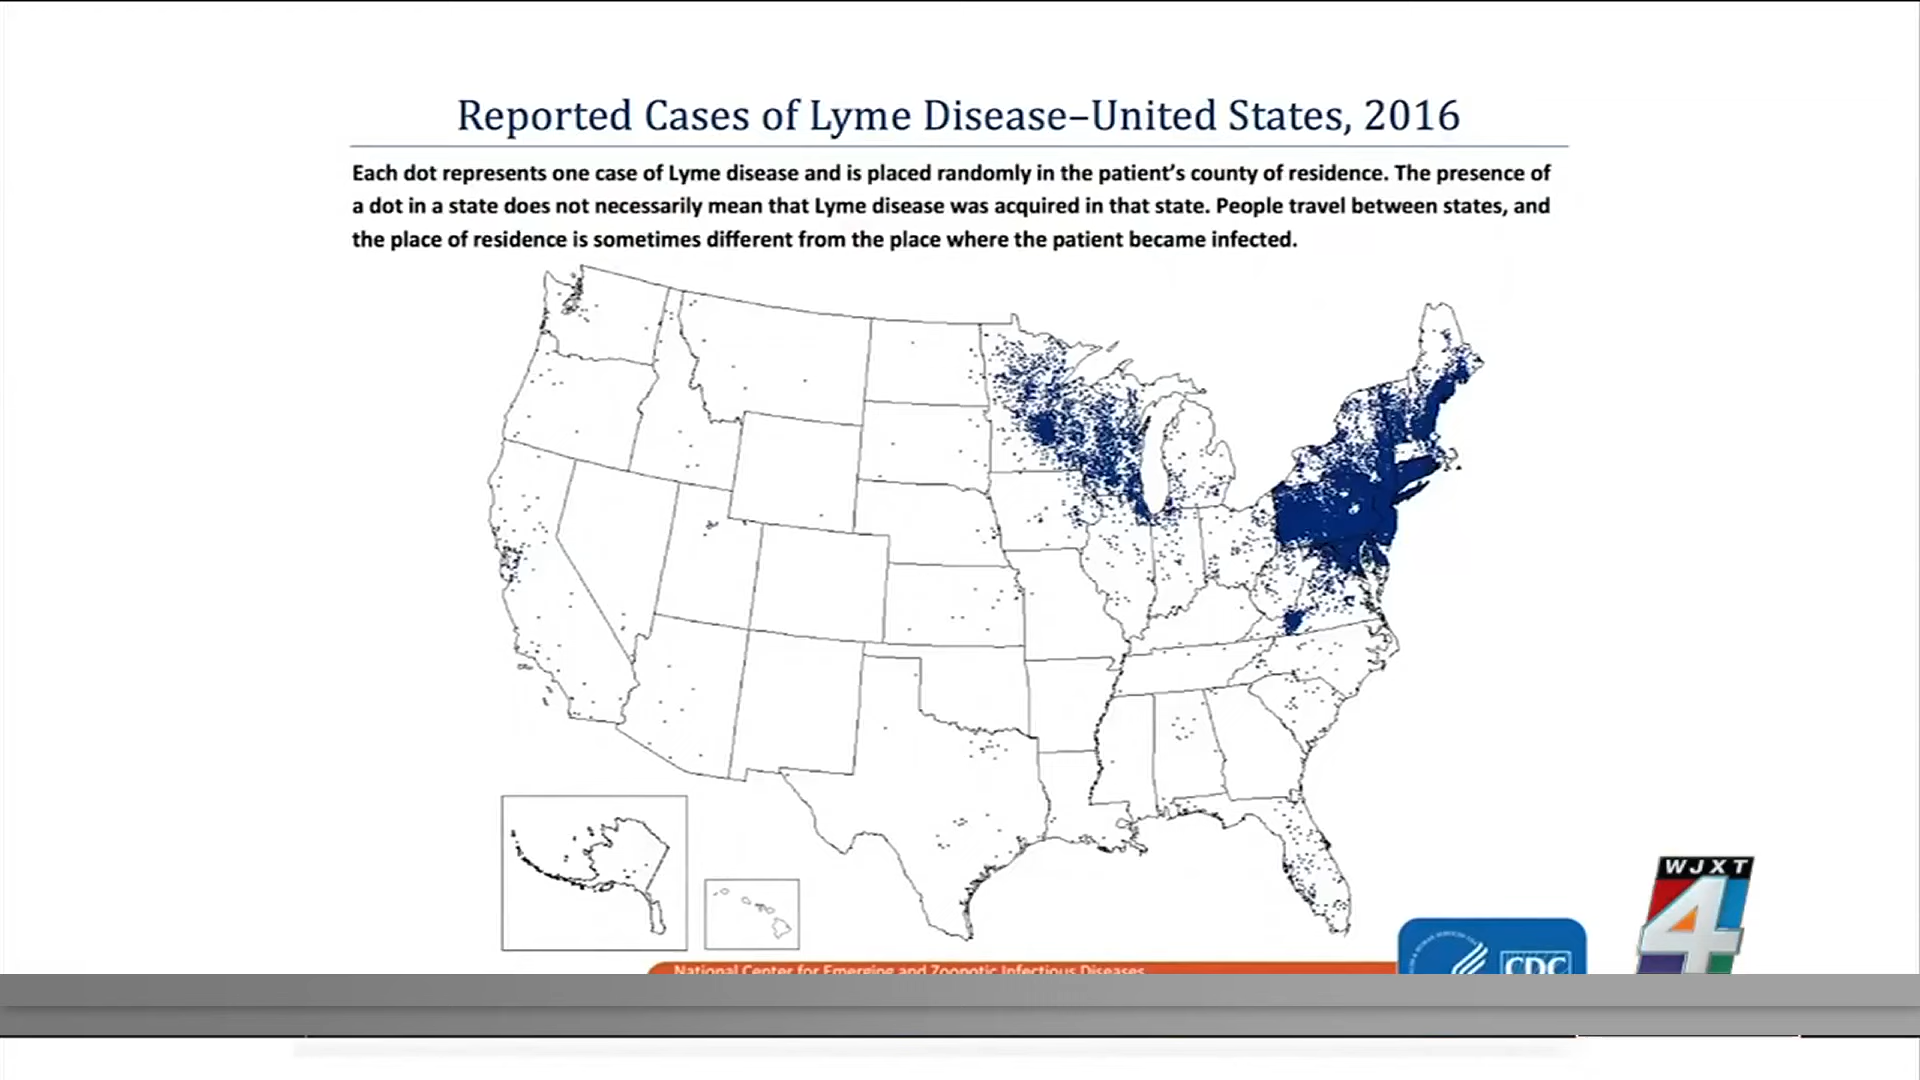 Reported Cases of Lyme Disease–United States, 2016
Each dot represents one case of Lyme disease and is placed randomly in the patient's county of residence. The presence of
a dot in a state does not necessarily mean that Lyme disease was acquired in that state. People travel between states, and
the place of residence is sometimes different from the place where the patient became infected.
WJXT
4
CDC
National Center for Emerging and Zoonotic Infectious Diseases